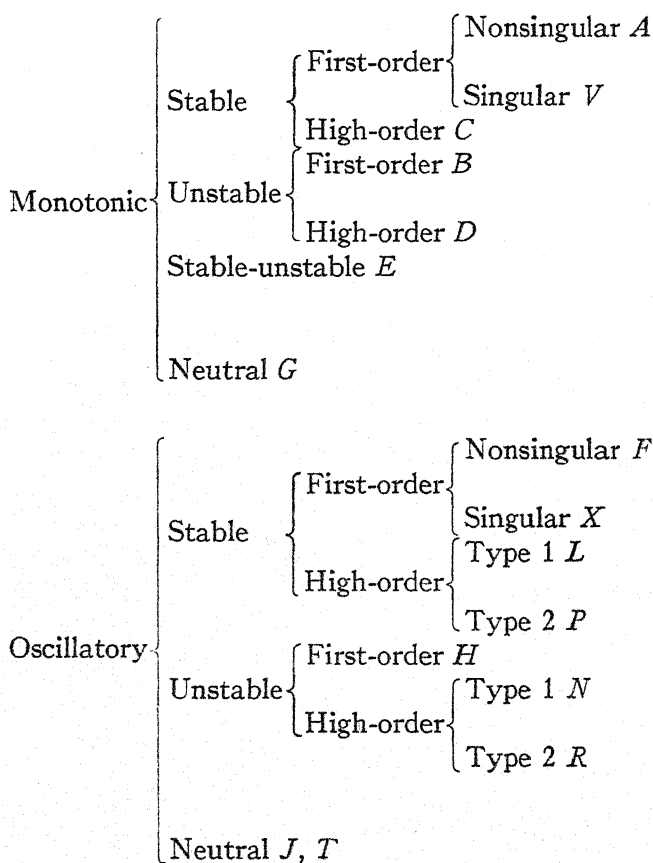 Nonsingular A
First-order
Singular V
Stable
High-order C
First-order B
Monotonic
Unstable
High-order D
Stable-unstable E
Neutral G
Nonsingular F
First-order
Singular X
Stable
Type 1 L
High-order
Type 2 P
Oscillatory
First-order H
Unstable
Type 1 N
High-order
Type 2 R
Neutral J, T